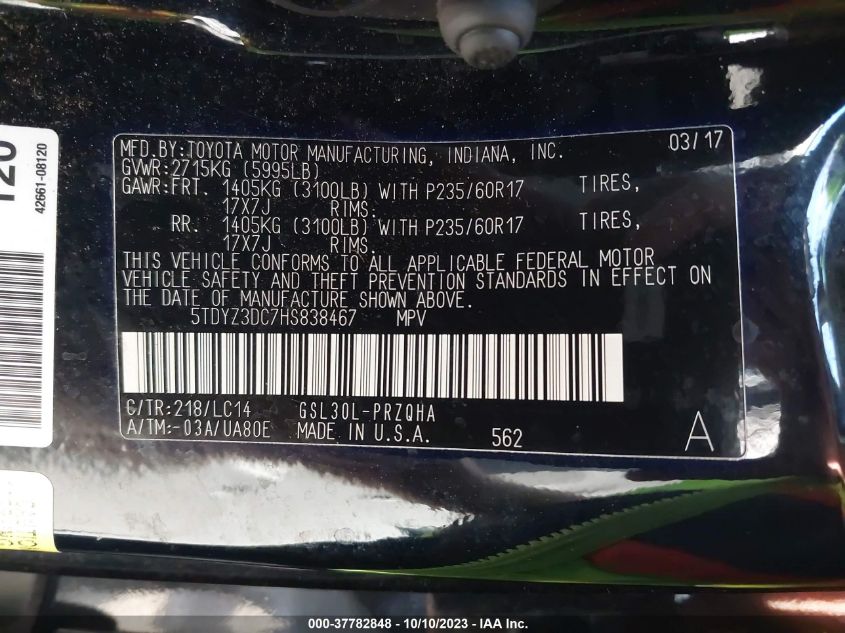 MFD.BY:TOYOTA MOTOR MANUFACTURING, INDIANA, INC. 03/17
GVWR:2715KG (5995LB)
GAWR:FRT. 1405KG (3100LB) WITH P235/60R17 TIRES,
17X7J RIMS.
RR. 1405KG (3100LB) WITH P235/60R17 TIRES,
17X7J RIMS.
THIS VEHICLE CONFORMS TO ALL APPLICABLE FEDERAL MOTOR
VEHICLE SAFETY AND THEFT PREVENTION STANDARDS IN EFFECT ON
THE DATE OF MANUFACTURE SHOWN ABOVE.
5TDYZ3DC7HS838467 MPV
C/TR:218/LC14 GSL30L-PRZQHA
A/TM:-03A/UA80E MADE IN U.S.A. 562 A
42661-08120
000-37782848 - 10/10/2023 - IAA Inc.